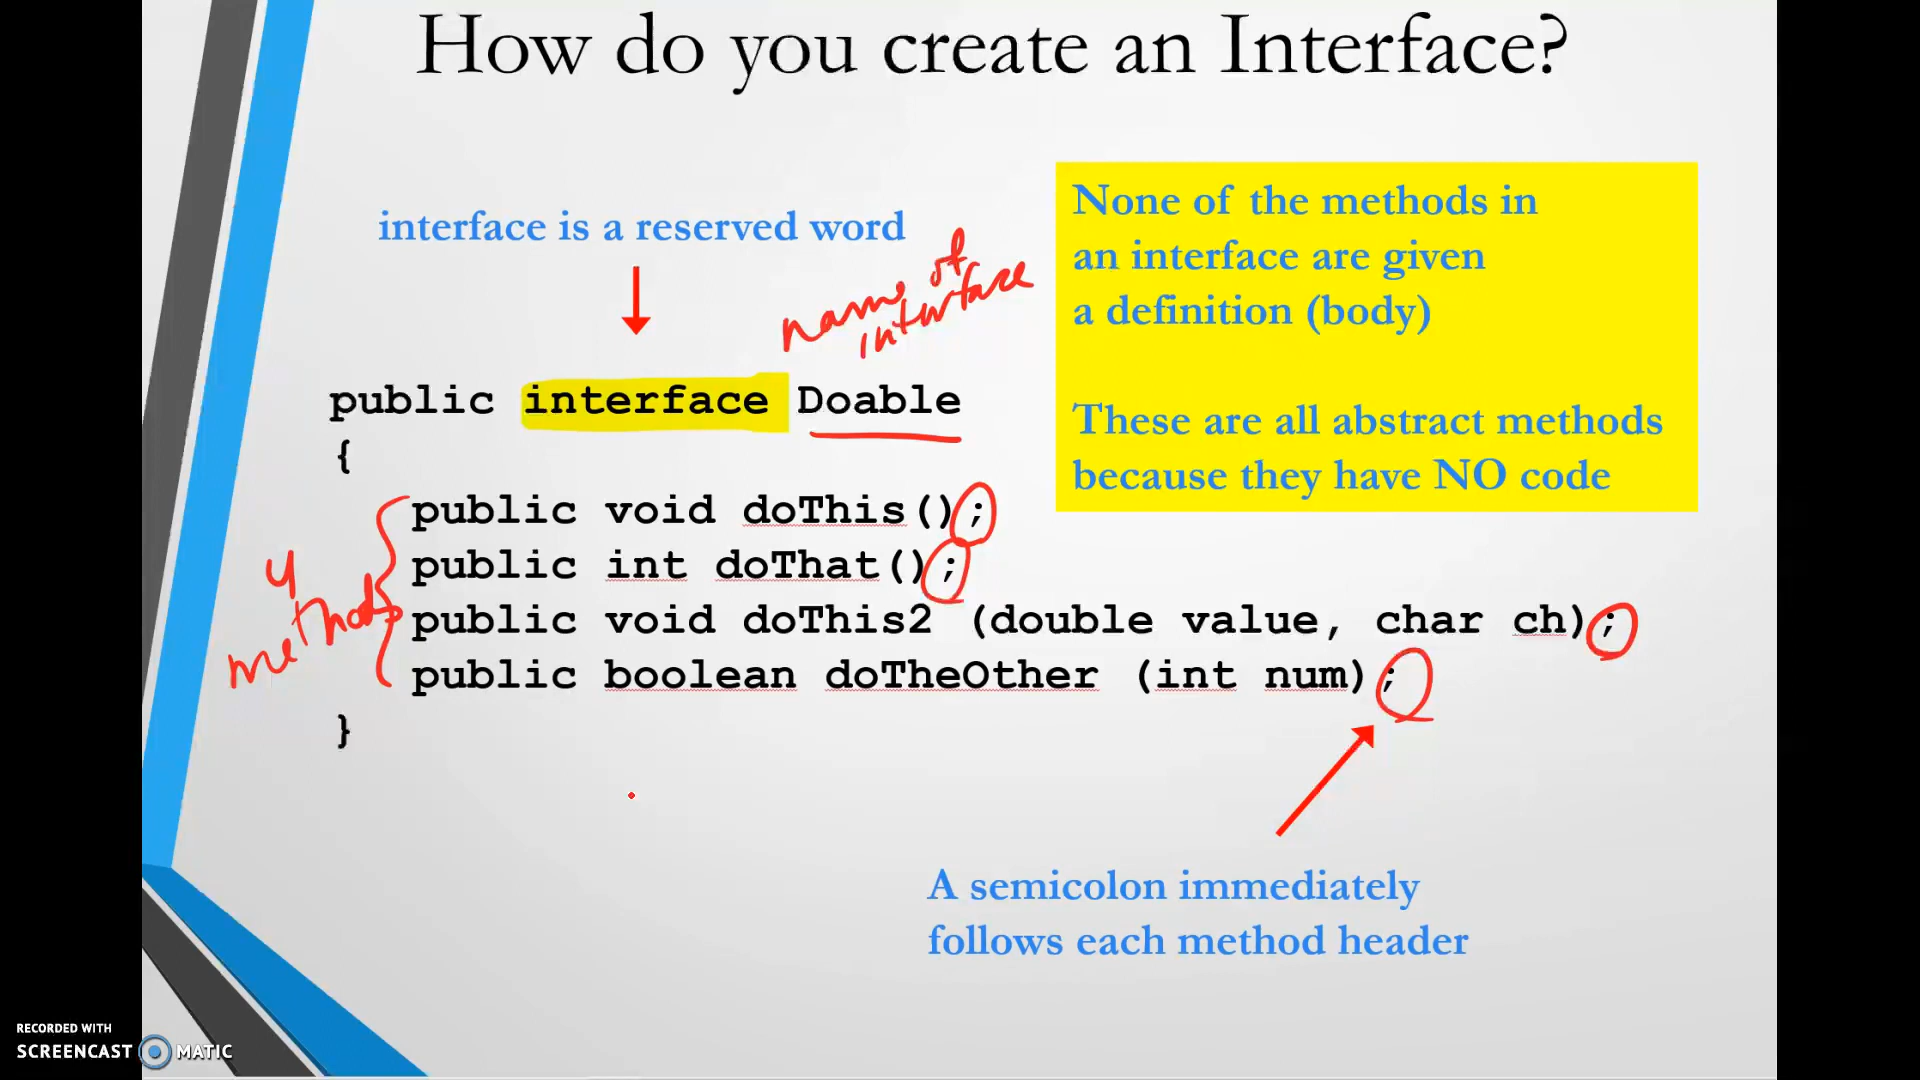 How do you create an Interface?
interface is a reserved word
name of
interface
None of the methods in
an interface are given
a definition (body)
These are all abstract methods
because they have NO code
public interface Doable
{
public void doThis();
public int doThat();
public void doThis2 (double value, char ch);
public boolean doTheOther (int num);
}
4
methods
A semicolon immediately
follows each method header
RECORDED WITH
SCREENCAST MATIC